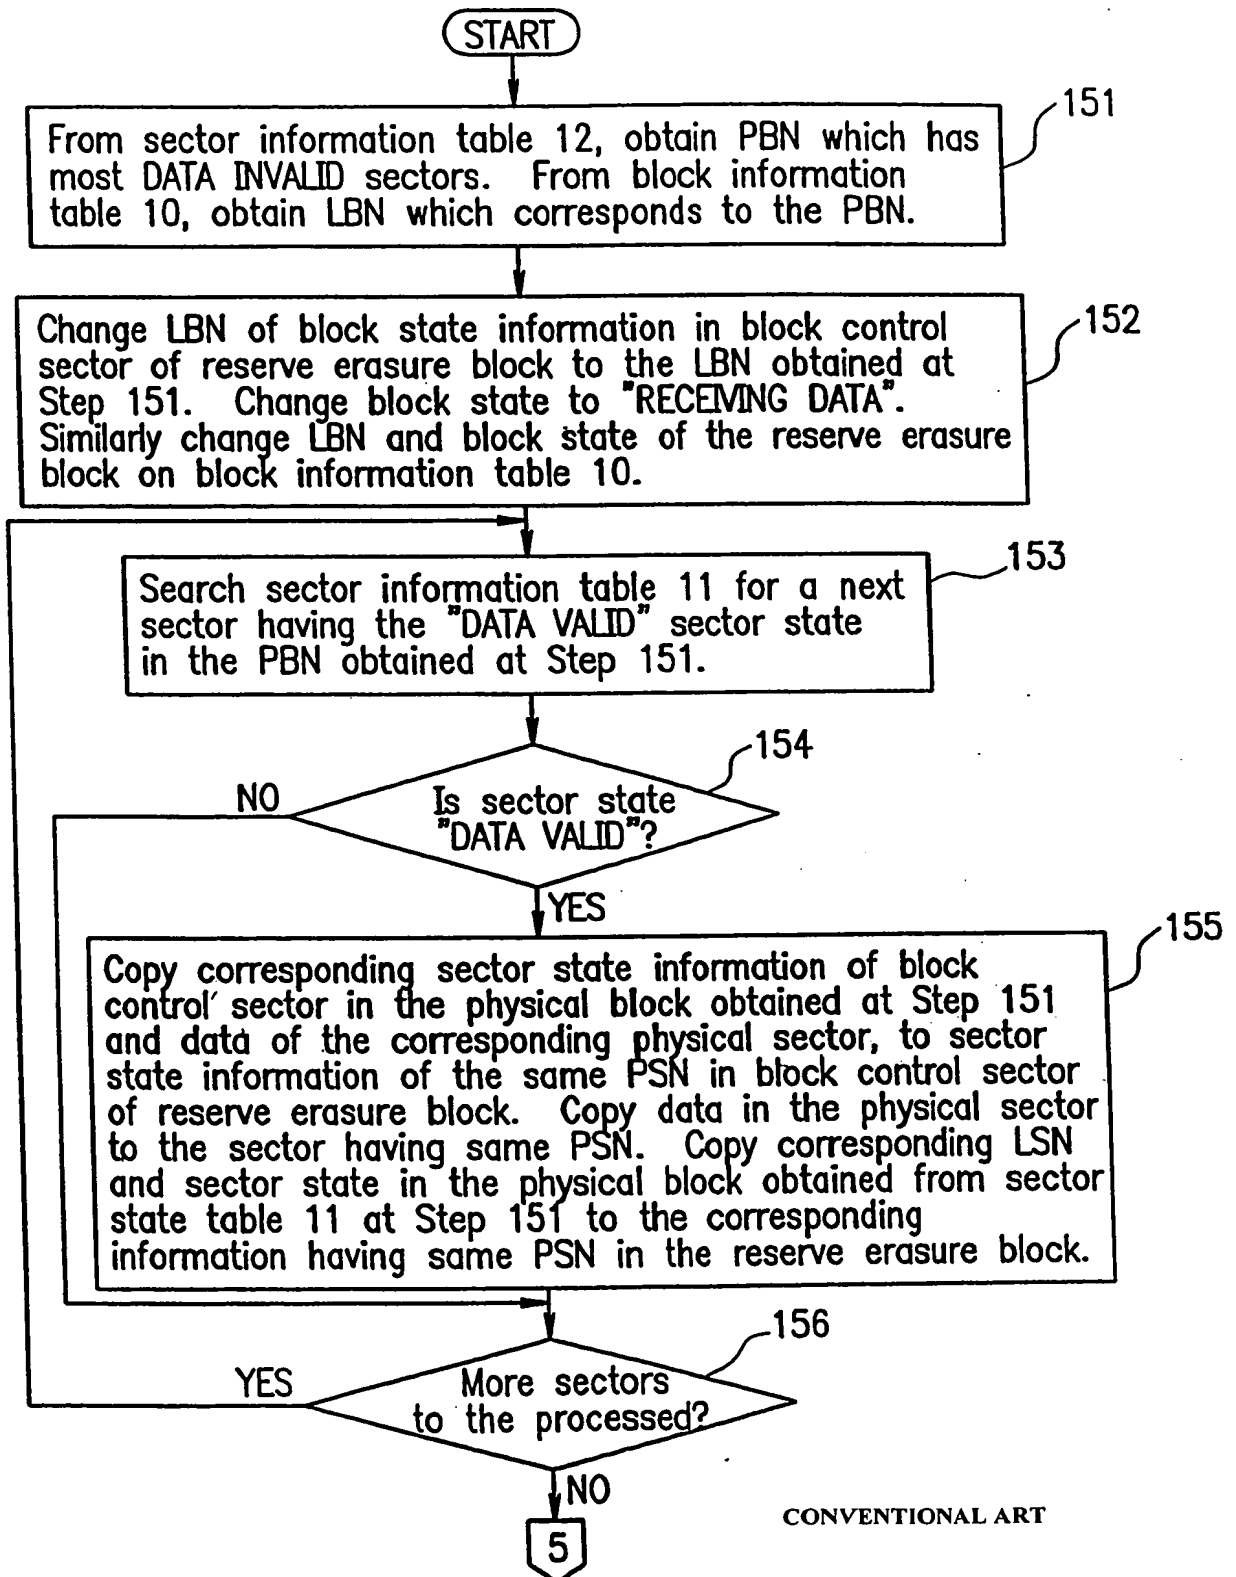 START
151
From sector information table 12, obtain PBN which has
most DATA INVALID sectors. From block information
table 10, obtain LBN which corresponds to the PBN.
152
Change LBN of block state information in block control
sector of reserve erasure block to the LBN obtained at
Step 151. Change block state to "RECEIVING DATA".
Similarly change LBN and block state of the reserve erasure
block on block information table 10.
153
Search sector information table 11 for a next
sector having the "DATA VALID" sector state
in the PBN obtained at Step 151.
154
NO
Is sector state
"DATA VALID"?
YES
155
Copy corresponding sector state information of block
control sector in the physical block obtained at Step 151
and data of the corresponding physical sector, to sector
state information of the same PSN in block control sector
of reserve erasure block. Copy data in the physical sector
to the sector having same PSN. Copy corresponding LSN
and sector state in the physical block obtained from sector
state table 11 at Step 151 to the corresponding
information having same PSN in the reserve erasure block.
156
YES
More sectors
to the processed?
NO
CONVENTIONAL ART
5